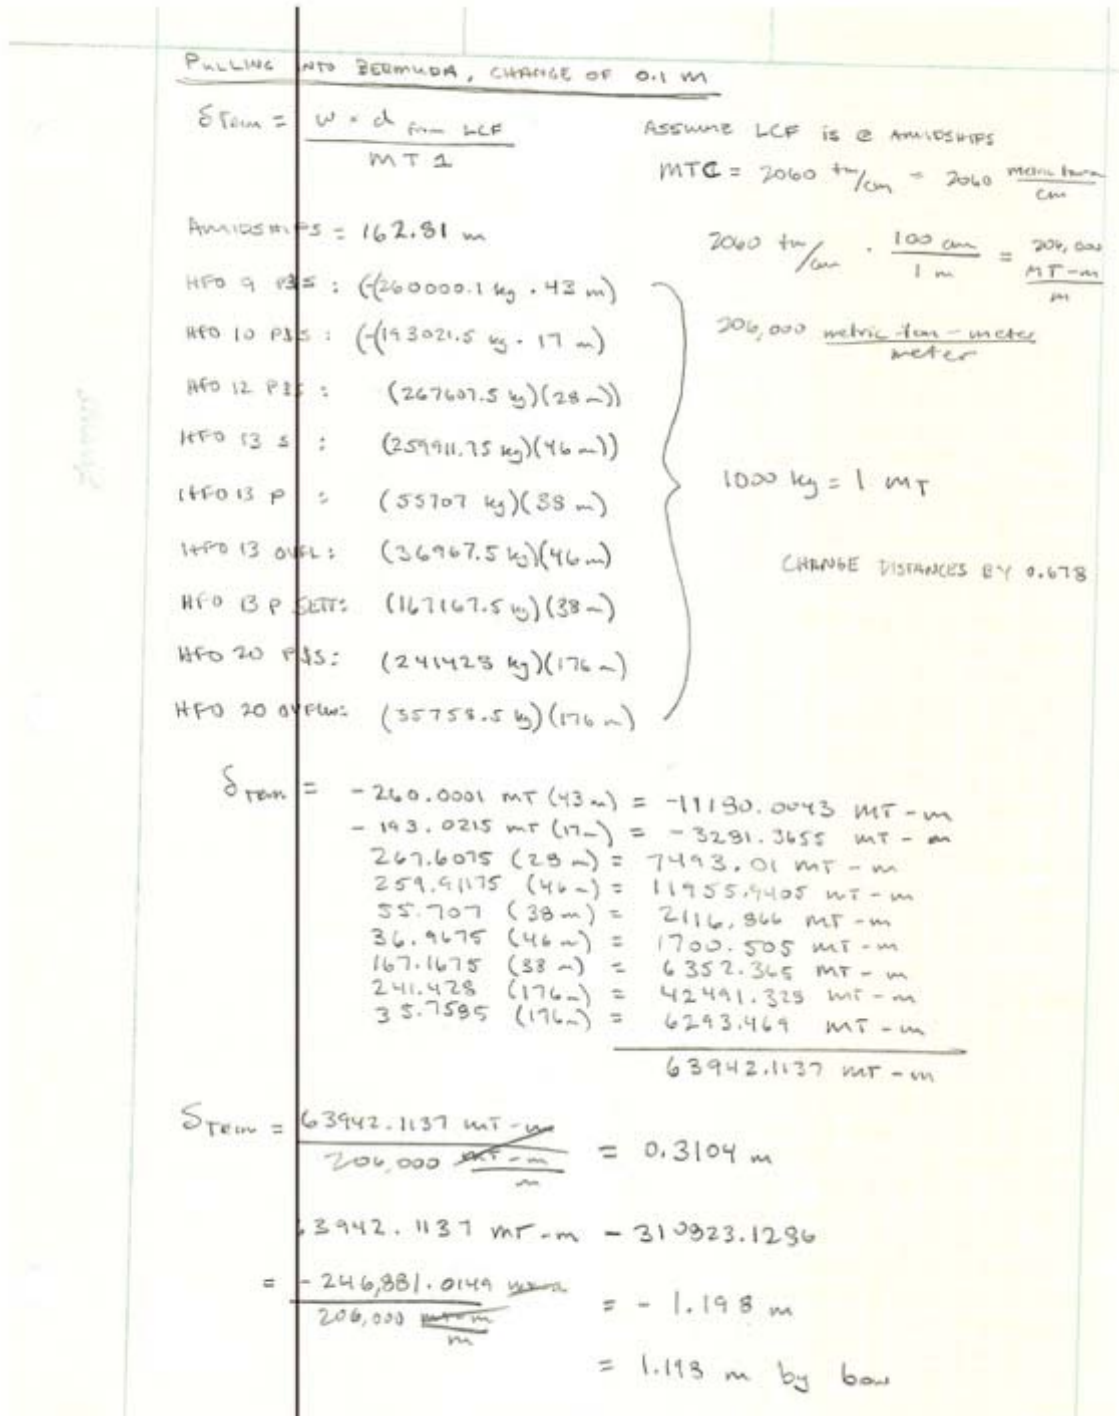 PULLING INTO BERMUDA, CHANGE OF 0.1 m
δTrim = w × d from LCF / MT 1
ASSUME LCF IS @ AMIDSHIPS
MTC = 2060 tm/cm = 2060 metric tons / cm
AMIDSHIPS = 162.81 m
2060 tm/cm · 100 cm / 1 m = 206,000 MT-m / m
HFO 9 P&S : (-(260000.1 kg · 43 m)
HFO 10 P&S : (-(193021.5 kg · 17 m)
206,000 metric-ton-meter / meter
HFO 12 P&S : (267607.5 kg)(28 m))
HFO 13 S : (259911.75 kg)(46 m))
HFO 13 P : (55707 kg)(38 m)
1000 kg = 1 MT
HFO 13 OVFL: (36967.5 kg)(46 m)
CHANGE DISTANCES BY 0.678
HFO 13 P SETT: (167167.5 kg)(38 m)
HFO 20 P&S: (241428 kg)(176 m)
HFO 20 OVFLW: (35758.5 kg)(176 m)
δTrim = -260.0001 MT (43 m) = -11180.0043 MT-m
- 193.0215 MT (17 m) = -3281.3655 MT-m
267.6075 (28 m) = 7493.01 MT-m
259.91175 (46 m) = 11955.9405 MT-m
55.707 (38 m) = 2116.866 MT-m
36.9675 (46 m) = 1700.505 MT-m
167.1675 (38 m) = 6352.365 MT-m
241.428 (176 m) = 42491.328 MT-m
35.7585 (176 m) = 6293.469 MT-m
63942.1137 MT-m
δTrim = 63942.1137 MT-m / 206,000 MT-m / m = 0.3104 m
3942.1137 MT-m - 310823.1286
= -246,881.0149 / 206,000 MT-m / m = -1.198 m
= 1.198 m by bow